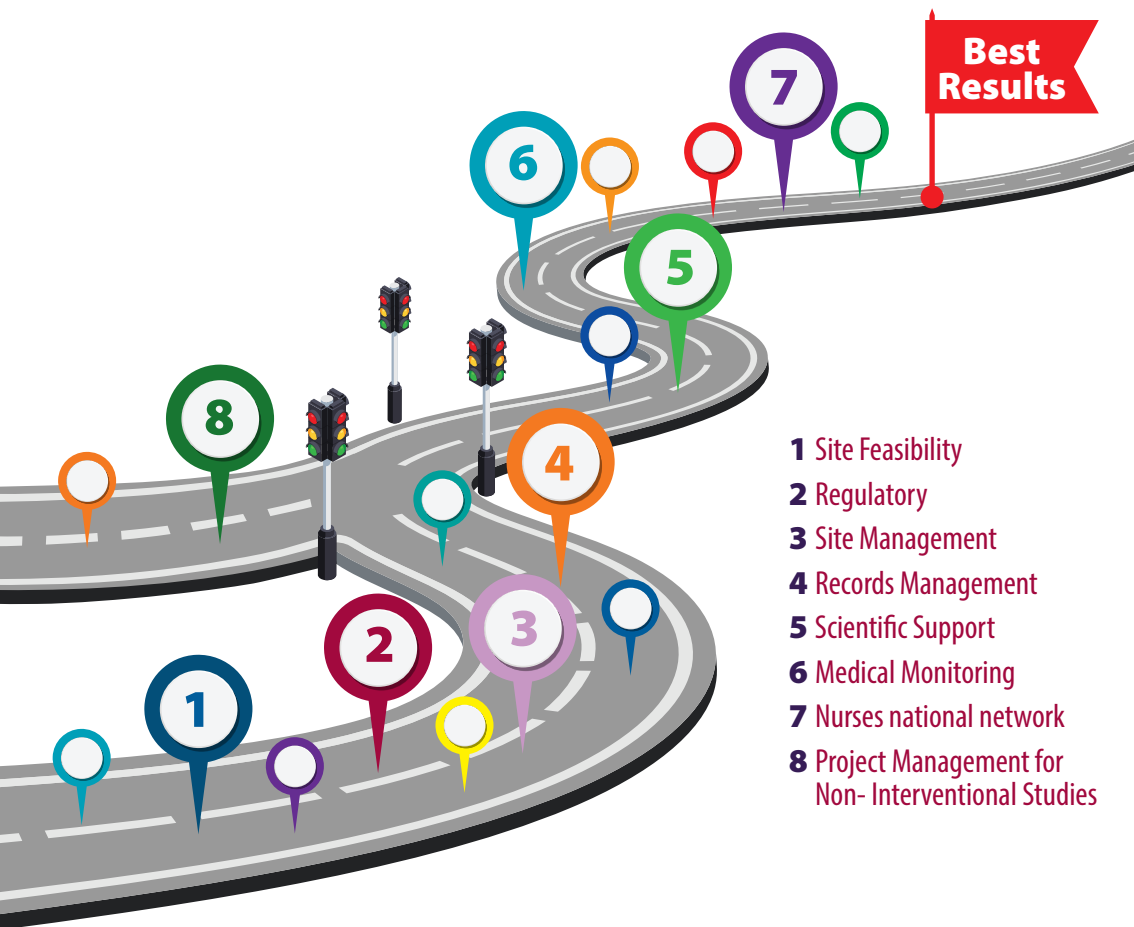 Best
Results
7
6
5
8
4
3
2
1
1 Site Feasibility
2 Regulatory
3 Site Management
4 Records Management
5 Scientific Support
6 Medical Monitoring
7 Nurses national network
8 Project Management for
Non- Interventional Studies